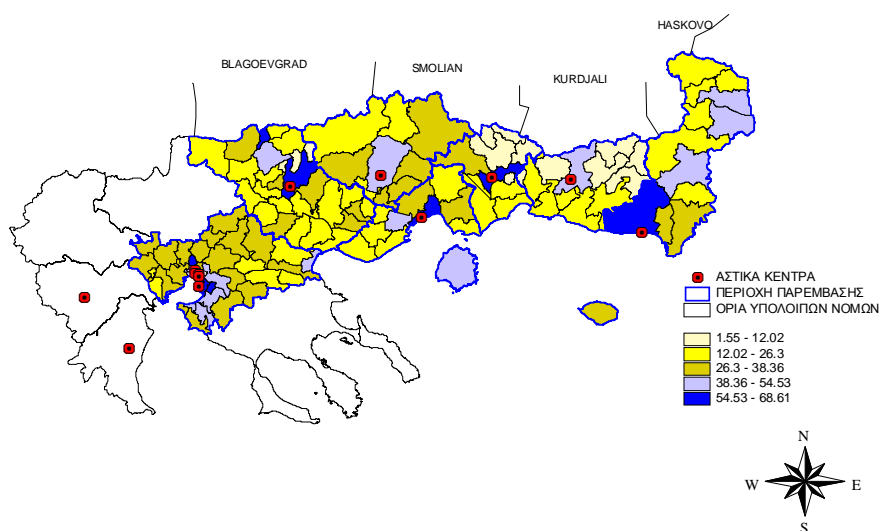 HASKOVO
BLAGOEVGRAD
SMOLIAN
KURDJALI
ΑΣΤΙΚΑ ΚΕΝΤΡΑ
ΠΕΡΙΟΧΗ ΠΑΡΕΜΒΑΣΗΣ
ΟΡΙΑ ΥΠΟΛΟΙΠΩΝ ΝΟΜΩΝ
1.55 - 12.02
12.02 - 26.3
26.3 - 38.36
38.36 - 54.53
54.53 - 68.61
N
W E
S